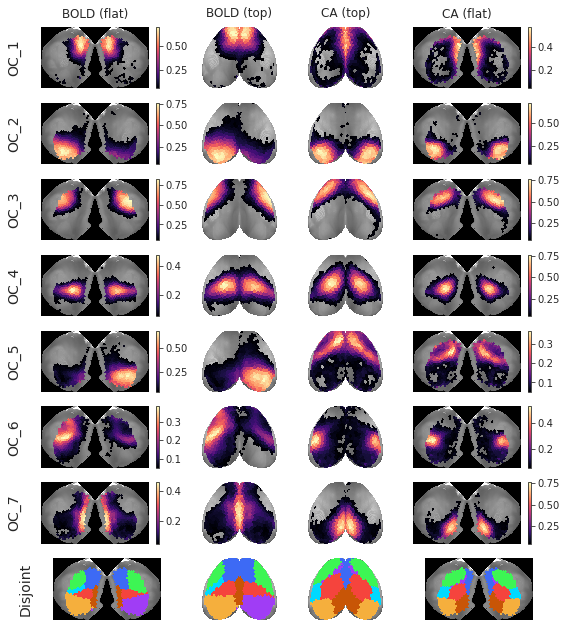 BOLD (flat) BOLD (top) CA (top) CA (flat)
OC_1 0.50 0.25 0.4 0.2
OC_2 0.75 0.50 0.25 0.50 0.25
OC_3 0.75 0.50 0.25 0.75 0.50 0.25
OC_4 0.4 0.2 0.75 0.50 0.25
OC_5 0.50 0.25 0.3 0.2 0.1
OC_6 0.3 0.2 0.1 0.4 0.2
OC_7 0.4 0.2 0.75 0.50 0.25
Disjoint